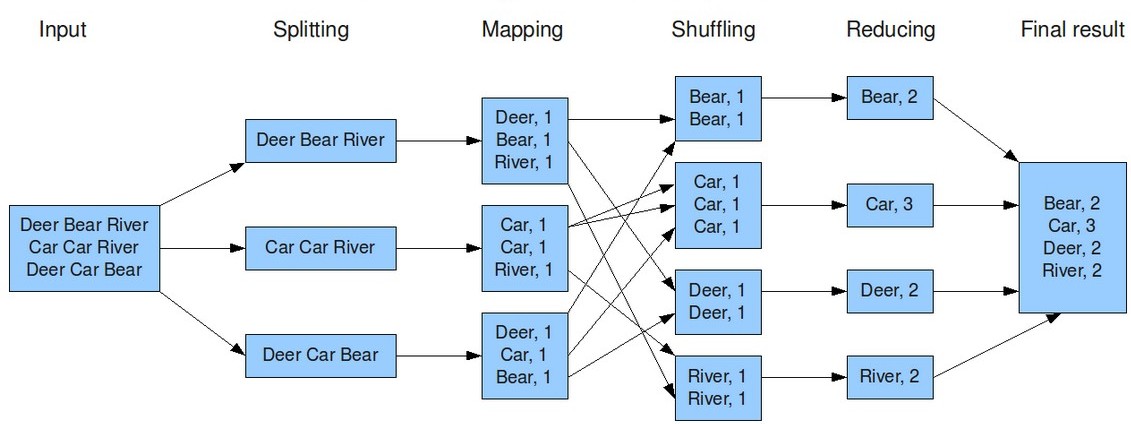 Input
Splitting
Mapping
Shuffling
Reducing
Final result
Deer Bear River
Car Car River
Deer Car Bear
Deer Bear River
Car Car River
Deer Car Bear
Deer, 1
Bear, 1
River, 1
Car, 1
Car, 1
River, 1
Deer, 1
Car, 1
Bear, 1
Bear, 1
Bear, 1
Car, 1
Car, 1
Car, 1
Deer, 1
Deer, 1
River, 1
River, 1
Bear, 2
Car, 3
Deer, 2
River, 2
Bear, 2
Car, 3
Deer, 2
River, 2